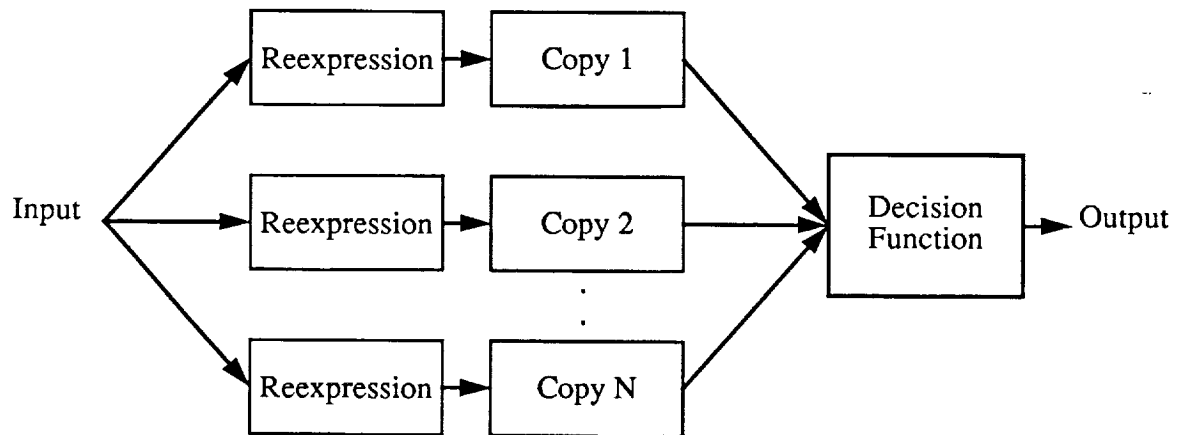 Reexpression
Copy 1
Input
Reexpression
Copy 2
Decision
Function
Output
Reexpression
Copy N